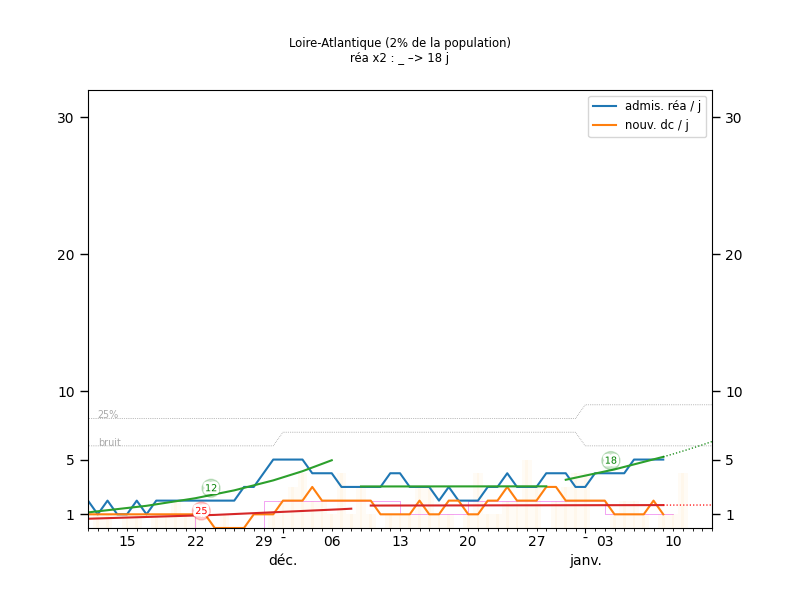 Loire-Atlantique (2% de la population)
réa x2 : _ –> 18 j
admis. réa / j
nouv. dc / j
30 30
20 20
10 10
25%
bruit
5 5
18
12
25
1 1
15 22 29 - 06 13 20 27 - 03 10
déc. janv.